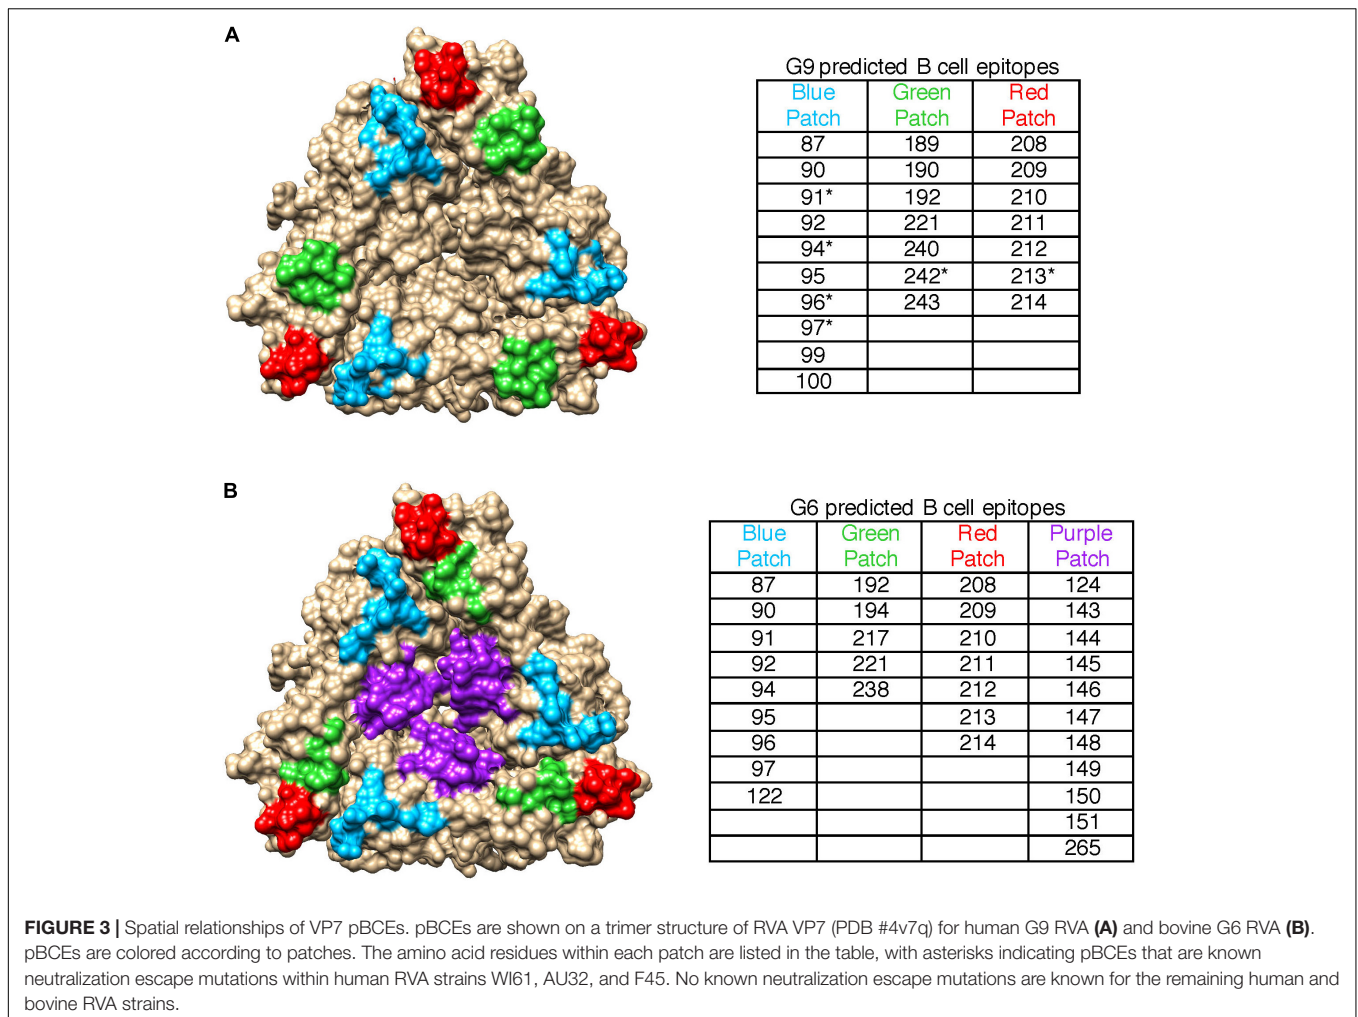 A
G9 predicted B cell epitopes
Blue Patch Green Patch Red Patch
87 189 208
90 190 209
91* 192 210
92 221 211
94* 240 212
95 242* 213*
96* 243 214
97*
99
100
B
G6 predicted B cell epitopes
Blue Patch Green Patch Red Patch Purple Patch
87 192 208 124
90 194 209 143
91 217 210 144
92 221 211 145
94 238 212 146
95 213 147
96 214 148
97 149
122 150
151
265
FIGURE 3 | Spatial relationships of VP7 pBCEs. pBCEs are shown on a trimer structure of RVA VP7 (PDB #4v7q) for human G9 RVA (A) and bovine G6 RVA (B).
pBCEs are colored according to patches. The amino acid residues within each patch are listed in the table, with asterisks indicating pBCEs that are known
neutralization escape mutations within human RVA strains WI61, AU32, and F45. No known neutralization escape mutations are known for the remaining human and
bovine RVA strains.